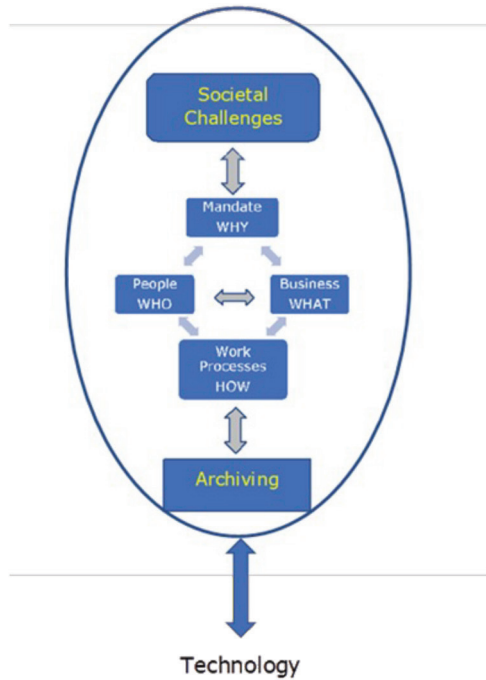 Societal
Challenges
Mandate
WHY
People
WHO
Business
WHAT
Work
Processes
HOW
Archiving
Technology